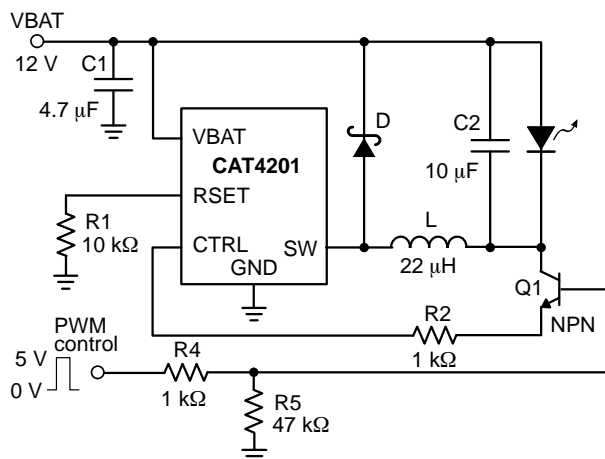 VBAT
12 V
C1
4.7 μF
VBAT
CAT4201
RSET
CTRL
SW
GND
R1
10 kΩ
D
C2
10 μF
L
22 μH
Q1
NPN
R2
1 kΩ
PWM
control
5 V
0 V
R4
1 kΩ
R5
47 kΩ